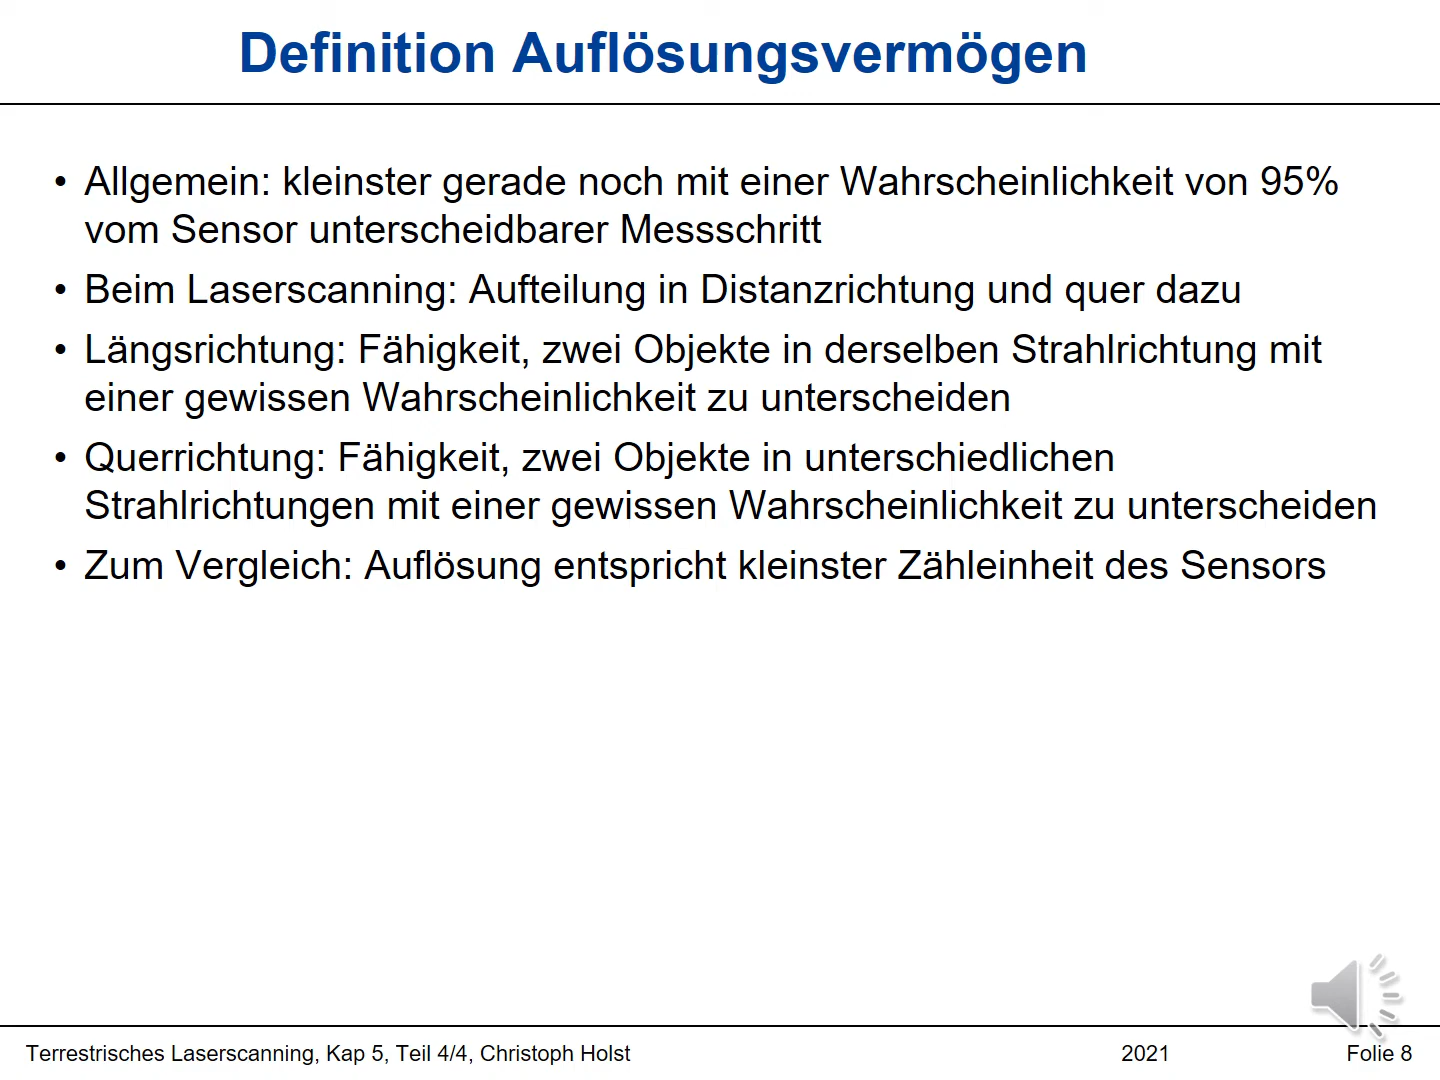 Definition Auflösungsvermögen
• Allgemein: kleinster gerade noch mit einer Wahrscheinlichkeit von 95%
vom Sensor unterscheidbarer Messschritt
• Beim Laserscanning: Aufteilung in Distanzrichtung und quer dazu
• Längsrichtung: Fähigkeit, zwei Objekte in derselben Strahlrichtung mit
einer gewissen Wahrscheinlichkeit zu unterscheiden
• Querrichtung: Fähigkeit, zwei Objekte in unterschiedlichen
Strahlrichtungen mit einer gewissen Wahrscheinlichkeit zu unterscheiden
• Zum Vergleich: Auflösung entspricht kleinster Zähleinheit des Sensors
Terrestrisches Laserscanning, Kap 5, Teil 4/4, Christoph Holst 2021 Folie 8